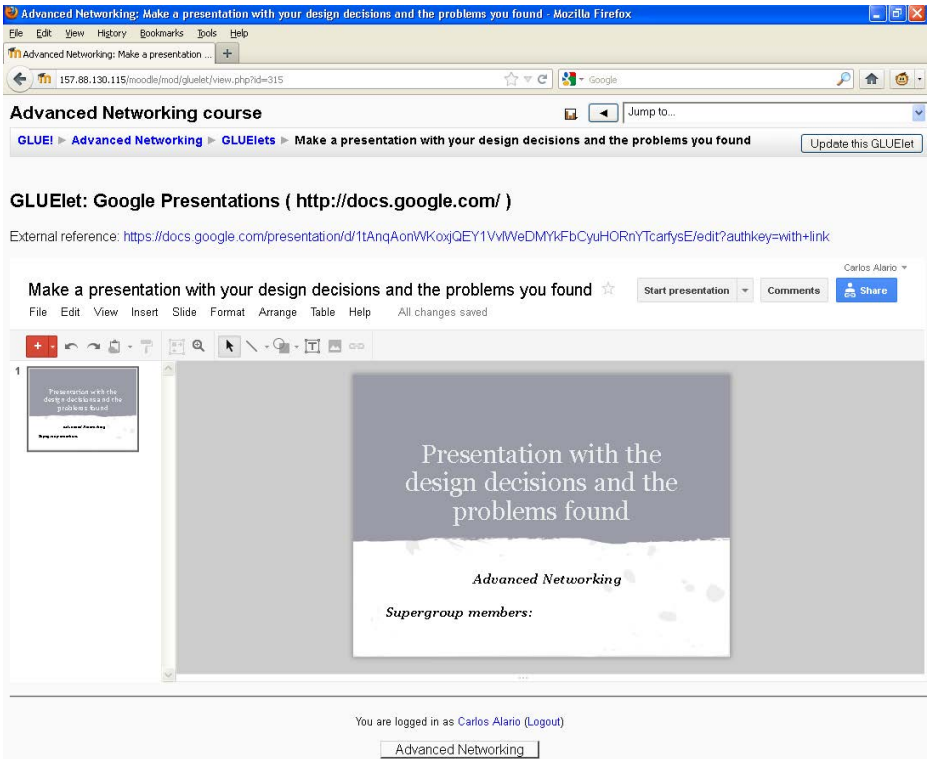 Advanced Networking: Make a presentation with your design decisions and the problems you found - Mozilla Firefox
File Edit View History Bookmarks Tools Help
Advanced Networking: Make a presentation ... +
157.88.130.115/moodle/mod/gluelet/view.php?id=315 Google
Advanced Networking course
Jump to...
GLUE! ► Advanced Networking ► GLUElets ► Make a presentation with your design decisions and the problems you found
Update this GLUElet
GLUElet: Google Presentations ( http://docs.google.com/ )
External reference: https://docs.google.com/presentation/d/1tAnqAonWKoxjQEY1VvlWeDMYkFbCyuHORnYTcarfysE/edit?authkey=with+link
Carlos Alario
Make a presentation with your design decisions and the problems you found
Start presentation Comments Share
File Edit View Insert Slide Format Arrange Table Help All changes saved
1
Presentation with the
design decisions and the
problems found
Advanced Networking
Supergroup members:
Presentation with the
design decisions and the
problems found
Advanced Networking
Supergroup members:
You are logged in as Carlos Alario (Logout)
Advanced Networking